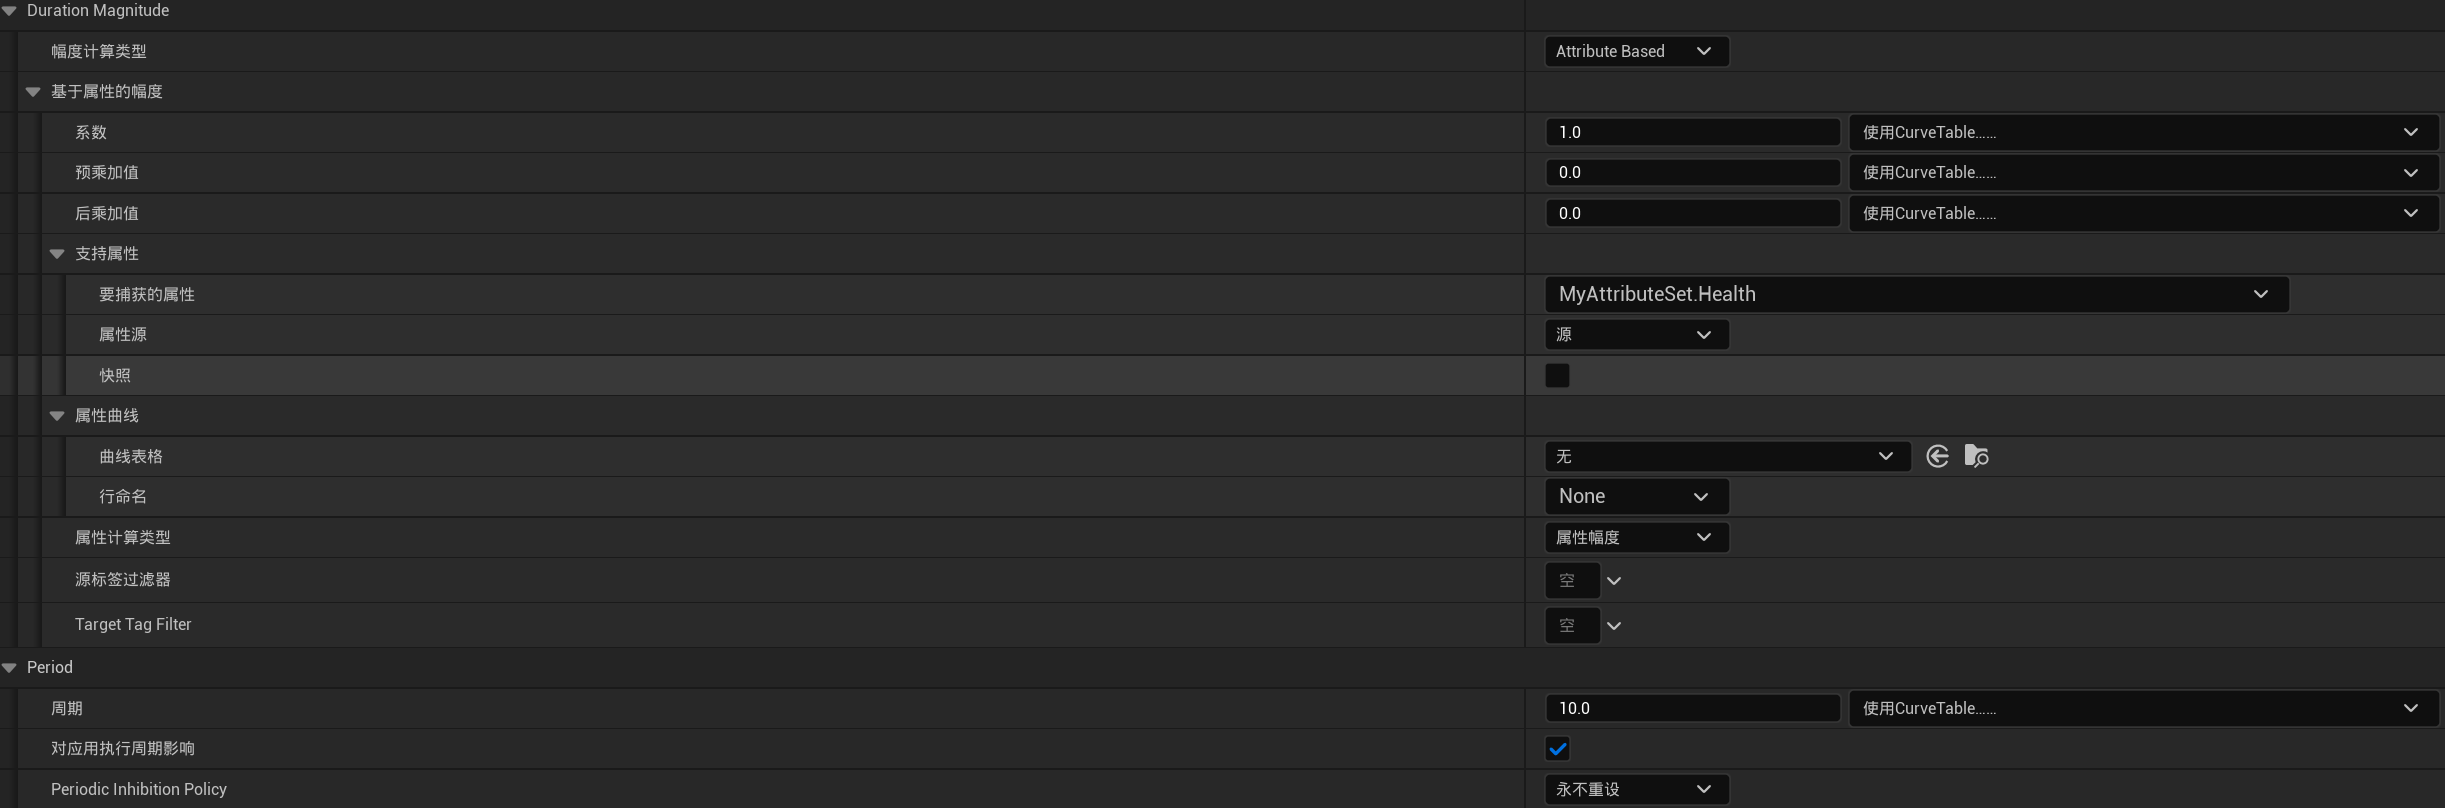 Duration Magnitude
幅度计算类型 Attribute Based
基于属性的幅度
系数 1.0 使用CurveTable……
预乘加值 0.0 使用CurveTable……
后乘加值 0.0 使用CurveTable……
支持属性
要捕获的属性 MyAttributeSet.Health
属性源 源
快照
属性曲线
曲线表格 无
行命名 None
属性计算类型 属性幅度
源标签过滤器 空
Target Tag Filter 空
Period
周期 10.0 使用CurveTable……
对应用执行周期影响
Periodic Inhibition Policy 永不重设